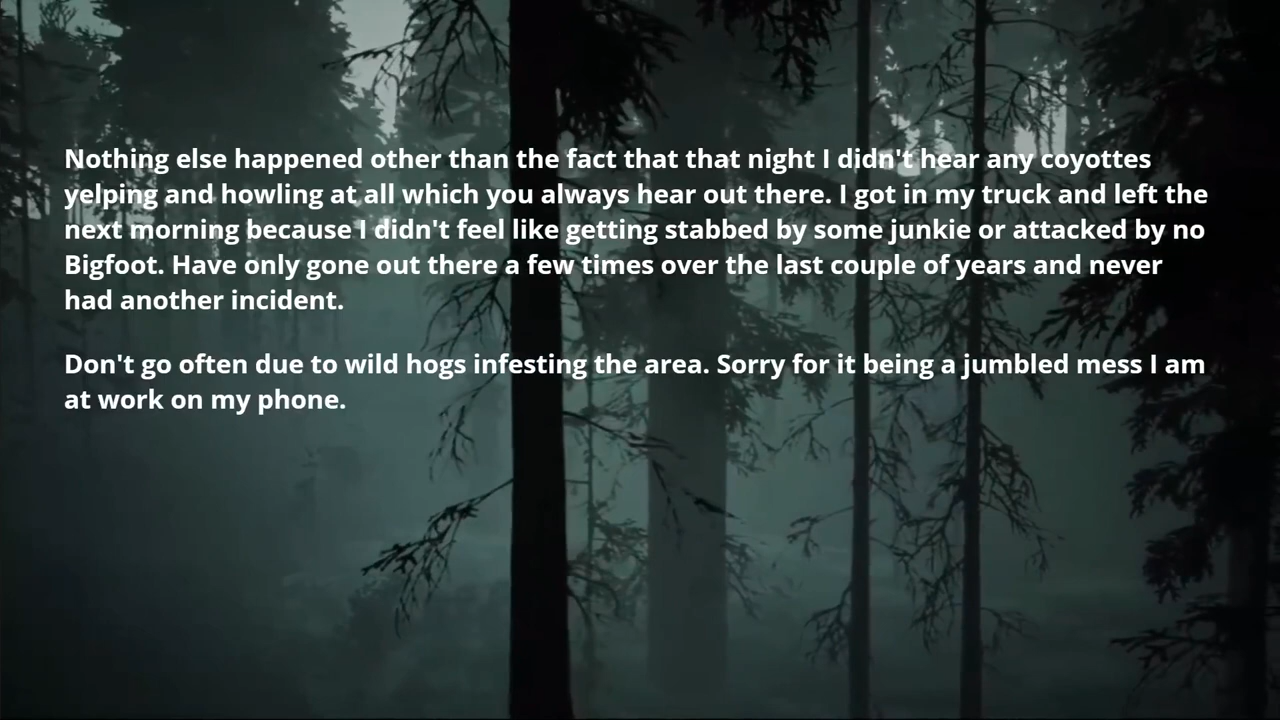 Nothing else happened other than the fact that that night I didn't hear any coyottes
yelping and howling at all which you always hear out there. I got in my truck and left the
next morning because I didn't feel like getting stabbed by some junkie or attacked by no
Bigfoot. Have only gone out there a few times over the last couple of years and never
had another incident.
Don't go often due to wild hogs infesting the area. Sorry for it being a jumbled mess I am
at work on my phone.